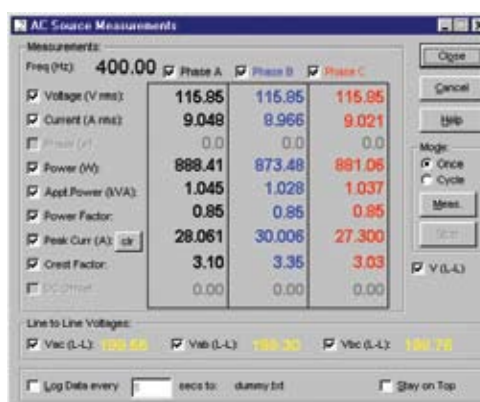 AC Source Measurements
Measurements:
Freq (Hz): 400.00 Phase A Phase B Phase C
Voltage (V rms): 115.85 115.85 115.85
Current (A rms): 9.048 8.966 9.021
0.0 0.0 0.0
Power (W): 888.41 873.48 881.06
Appt.Power (kVA): 1.045 1.028 1.037
Power Factor: 0.85 0.85 0.85
Peak Curr (A): clr 28.061 30.006 27.300
Crest Factor: 3.10 3.35 3.03
0.00 0.00 0.00
Close
Cancel
Help
Mode:
Once
Cycle
Meas.
V (L-L)
Line to Line Voltages:
Vac (L-L): Vab (L-L): Vbc (L-L):
Log Data every secs to: dummy.txt Stay on Top